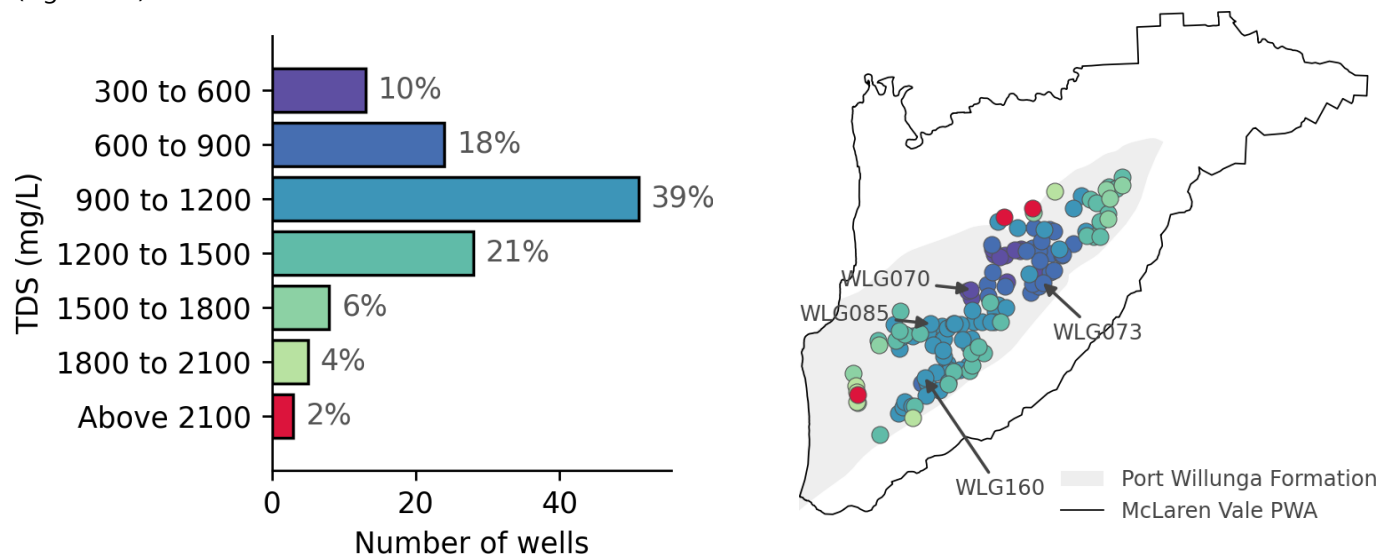 300 to 600
10%
600 to 900
18%
900 to 1200
39%
1200 to 1500
21%
1500 to 1800
6%
1800 to 2100
4%
Above 2100
2%
TDS (mg/L)
0
20
40
Number of wells
WLG070
WLG085
WLG073
WLG160
Port Willunga Formation
McLaren Vale PWA